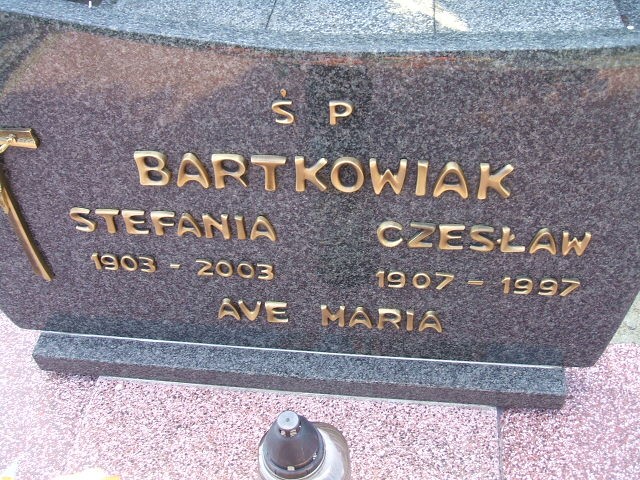 Ś P
BARTKOWIAK
STEFANIA CZESŁAW
1903 - 2003 1907 - 1997
AVE MARIA